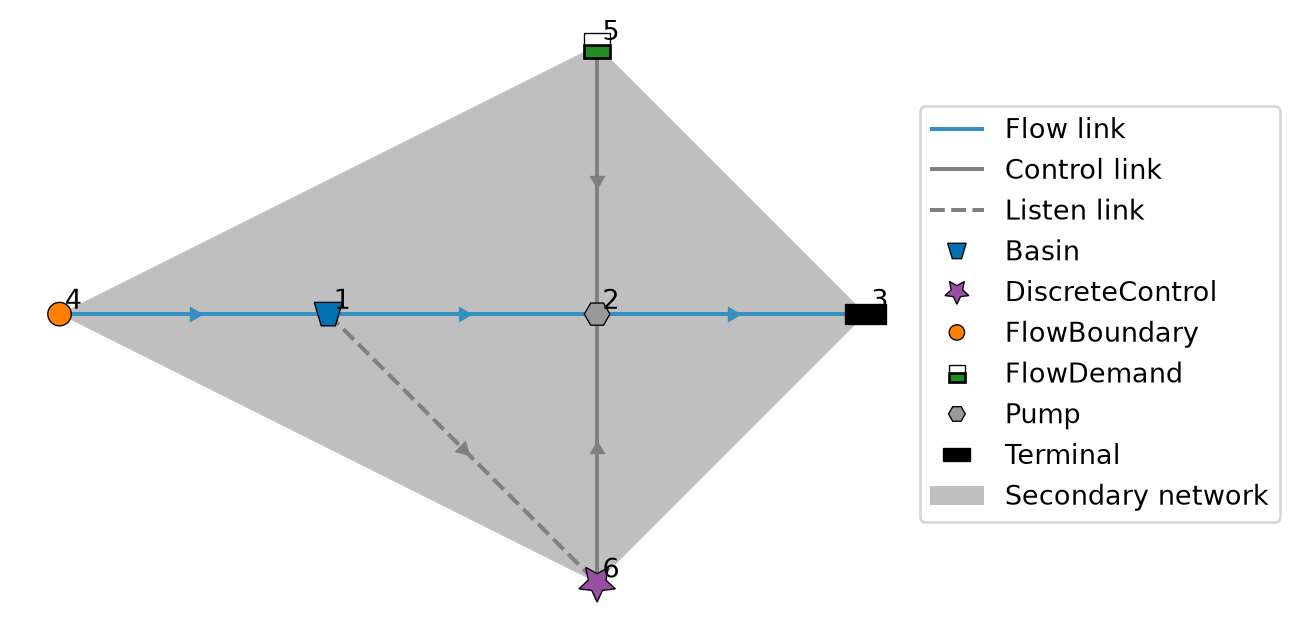 5
4
1
2
3
6
Flow link
Control link
Listen link
Basin
DiscreteControl
FlowBoundary
FlowDemand
Pump
Terminal
Secondary network